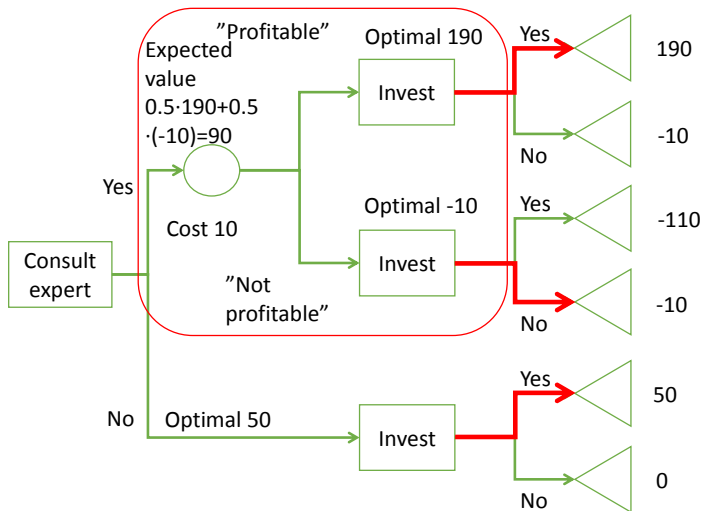 ”Profitable”
Optimal 190
Yes
190
Expected
value
0.5·190+0.5
·(-10)=90
Invest
-10
No
Yes
Cost 10
Optimal -10
Yes
-110
Consult
expert
Invest
”Not
profitable”
No
-10
No
Optimal 50
Yes
50
Invest
No
0